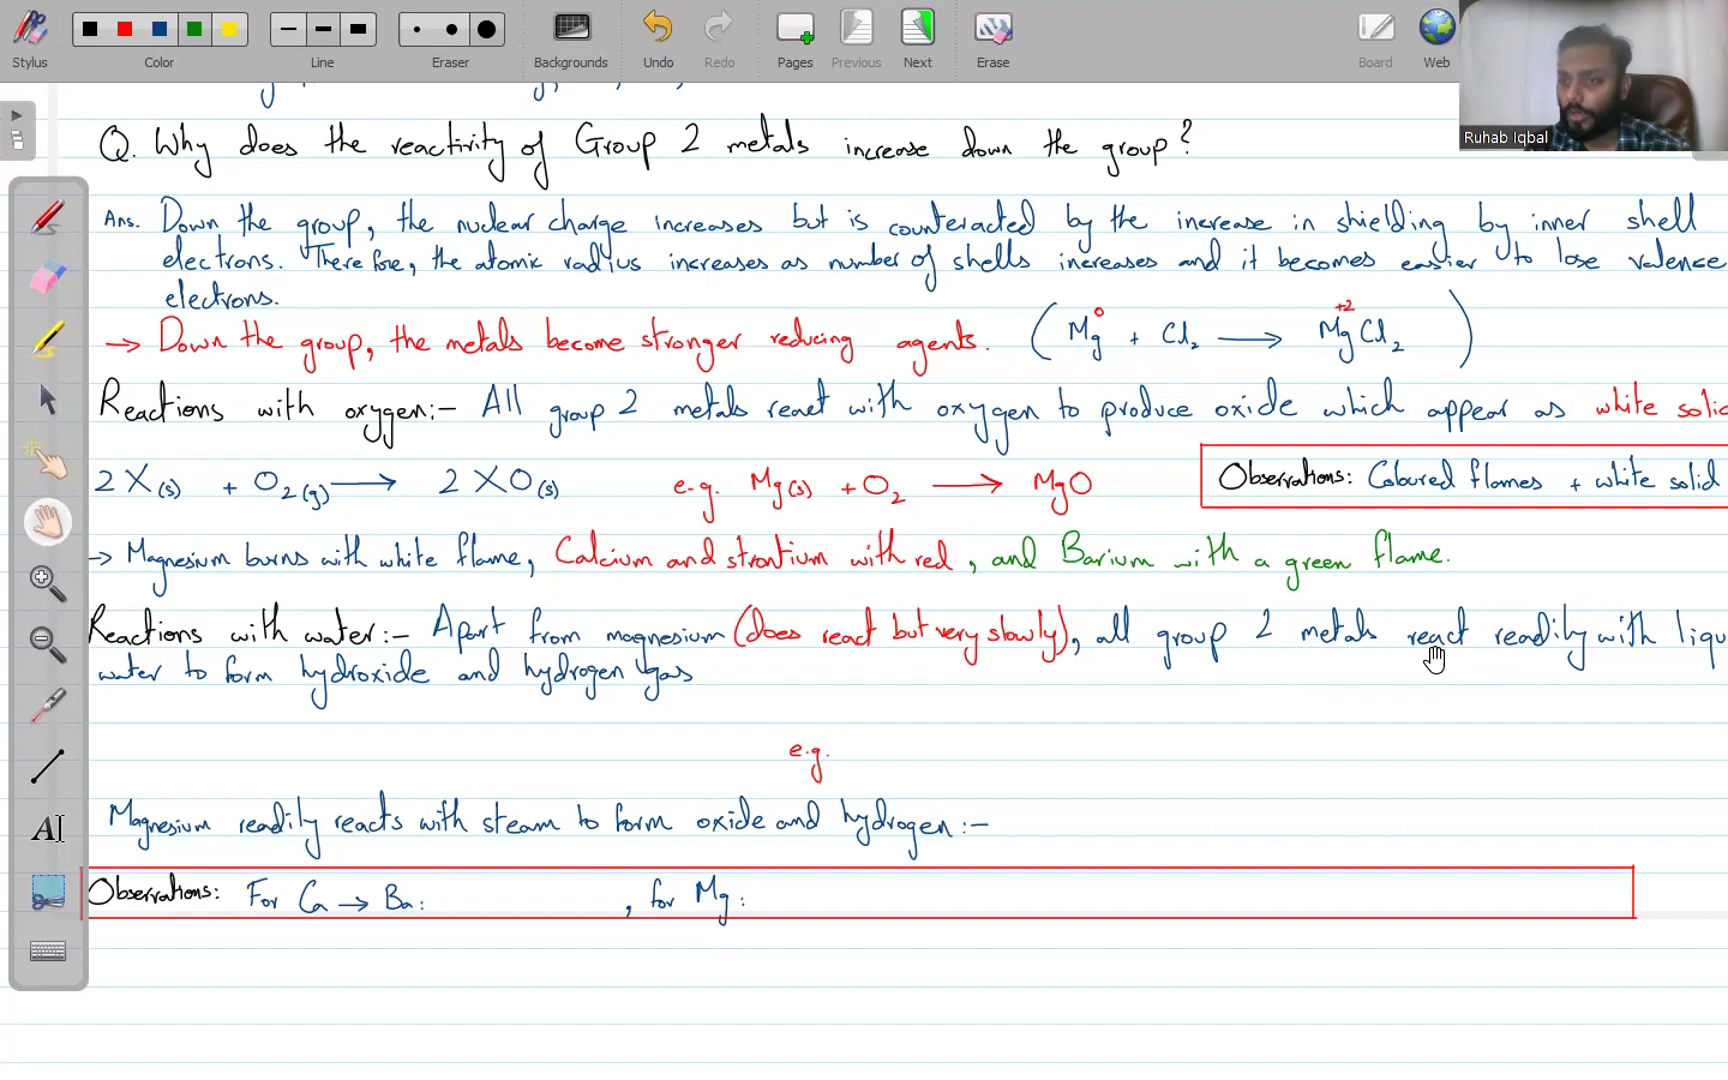 Stylus Color Line Eraser Backgrounds Undo Redo Pages Previous Next Erase Board Web
Ruhab Iqbal
Q. Why does the reactivity of Group 2 metals increase down the group?
Ans. Down the group, the nuclear charge increases but is counteracted by the increase in shielding by inner shell
electrons. Therefore, the atomic radius increases as number of shells increases and it becomes easier to lose valence
electrons.
→ Down the group, the metals become stronger reducing agents. (Mg⁰ + Cl₂ → Mg⁺²Cl₂)
Reactions with oxygen:- All group 2 metals react with oxygen to produce oxide which appear as white solid
2X(s) + O₂(g) → 2XO(s) e.g. Mg(s) + O₂ → MgO
Observations: Coloured flames + white solid
→ Magnesium burns with white flame, Calcium and strontium with red, and Barium with a green flame.
Reactions with water:- Apart from magnesium (does react but very slowly), all group 2 metals react readily with liqu
water to form hydroxide and hydrogen gas
e.g.
Magnesium readily reacts with steam to form oxide and hydrogen:-
Observations: For Ca → Ba: , for Mg:
A